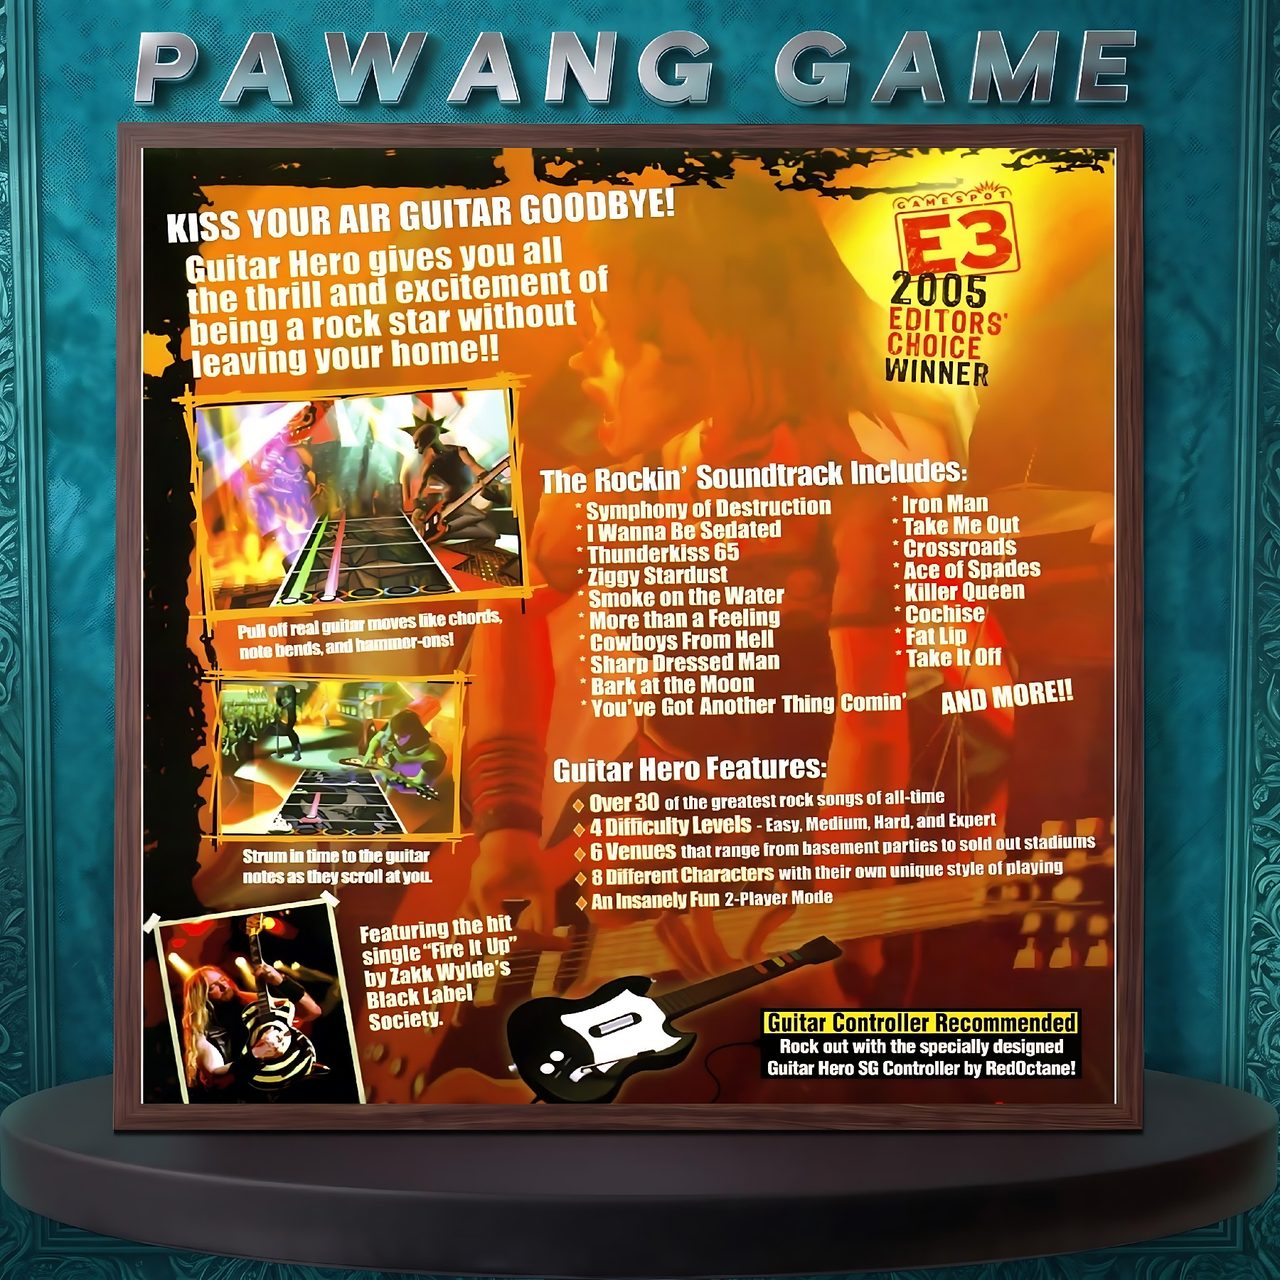 PAWANG GAME
KISS YOUR AIR GUITAR GOODBYE!
Guitar Hero gives you all
the thrill and excitement of
being a rock star without
leaving your home!!
GAMESPOT
E3
2005
EDITORS'
CHOICE
WINNER
Pull off real guitar moves like chords,
note bends, and hammer-ons!
Strum in time to the guitar
notes as they scroll at you.
Featuring the hit
single "Fire It Up"
by Zakk Wylde's
Black Label
Society.
The Rockin' Soundtrack Includes:
* Symphony of Destruction
* I Wanna Be Sedated
* Thunderkiss 65
* Ziggy Stardust
* Smoke on the Water
* More than a Feeling
* Cowboys From Hell
* Sharp Dressed Man
* Bark at the Moon
* You've Got Another Thing Comin'
* Iron Man
* Take Me Out
* Crossroads
* Ace of Spades
* Killer Queen
* Cochise
* Fat Lip
* Take It Off
AND MORE!!
Guitar Hero Features:
Over 30 of the greatest rock songs of all-time
4 Difficulty Levels - Easy, Medium, Hard, and Expert
6 Venues that range from basement parties to sold out stadiums
8 Different Characters with their own unique style of playing
An Insanely Fun 2-Player Mode
Guitar Controller Recommended
Rock out with the specially designed
Guitar Hero SG Controller by RedOctane!